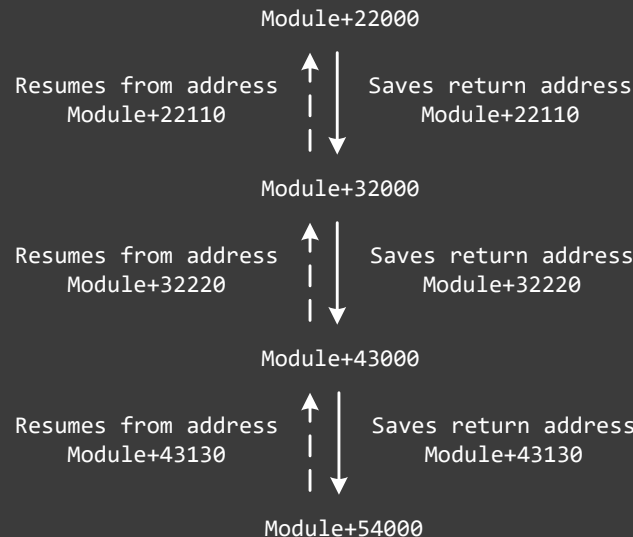 Module+22000
Resumes from address
Module+22110
Saves return address
Module+22110
Module+32000
Resumes from address
Module+32220
Saves return address
Module+32220
Module+43000
Resumes from address
Module+43130
Saves return address
Module+43130
Module+54000